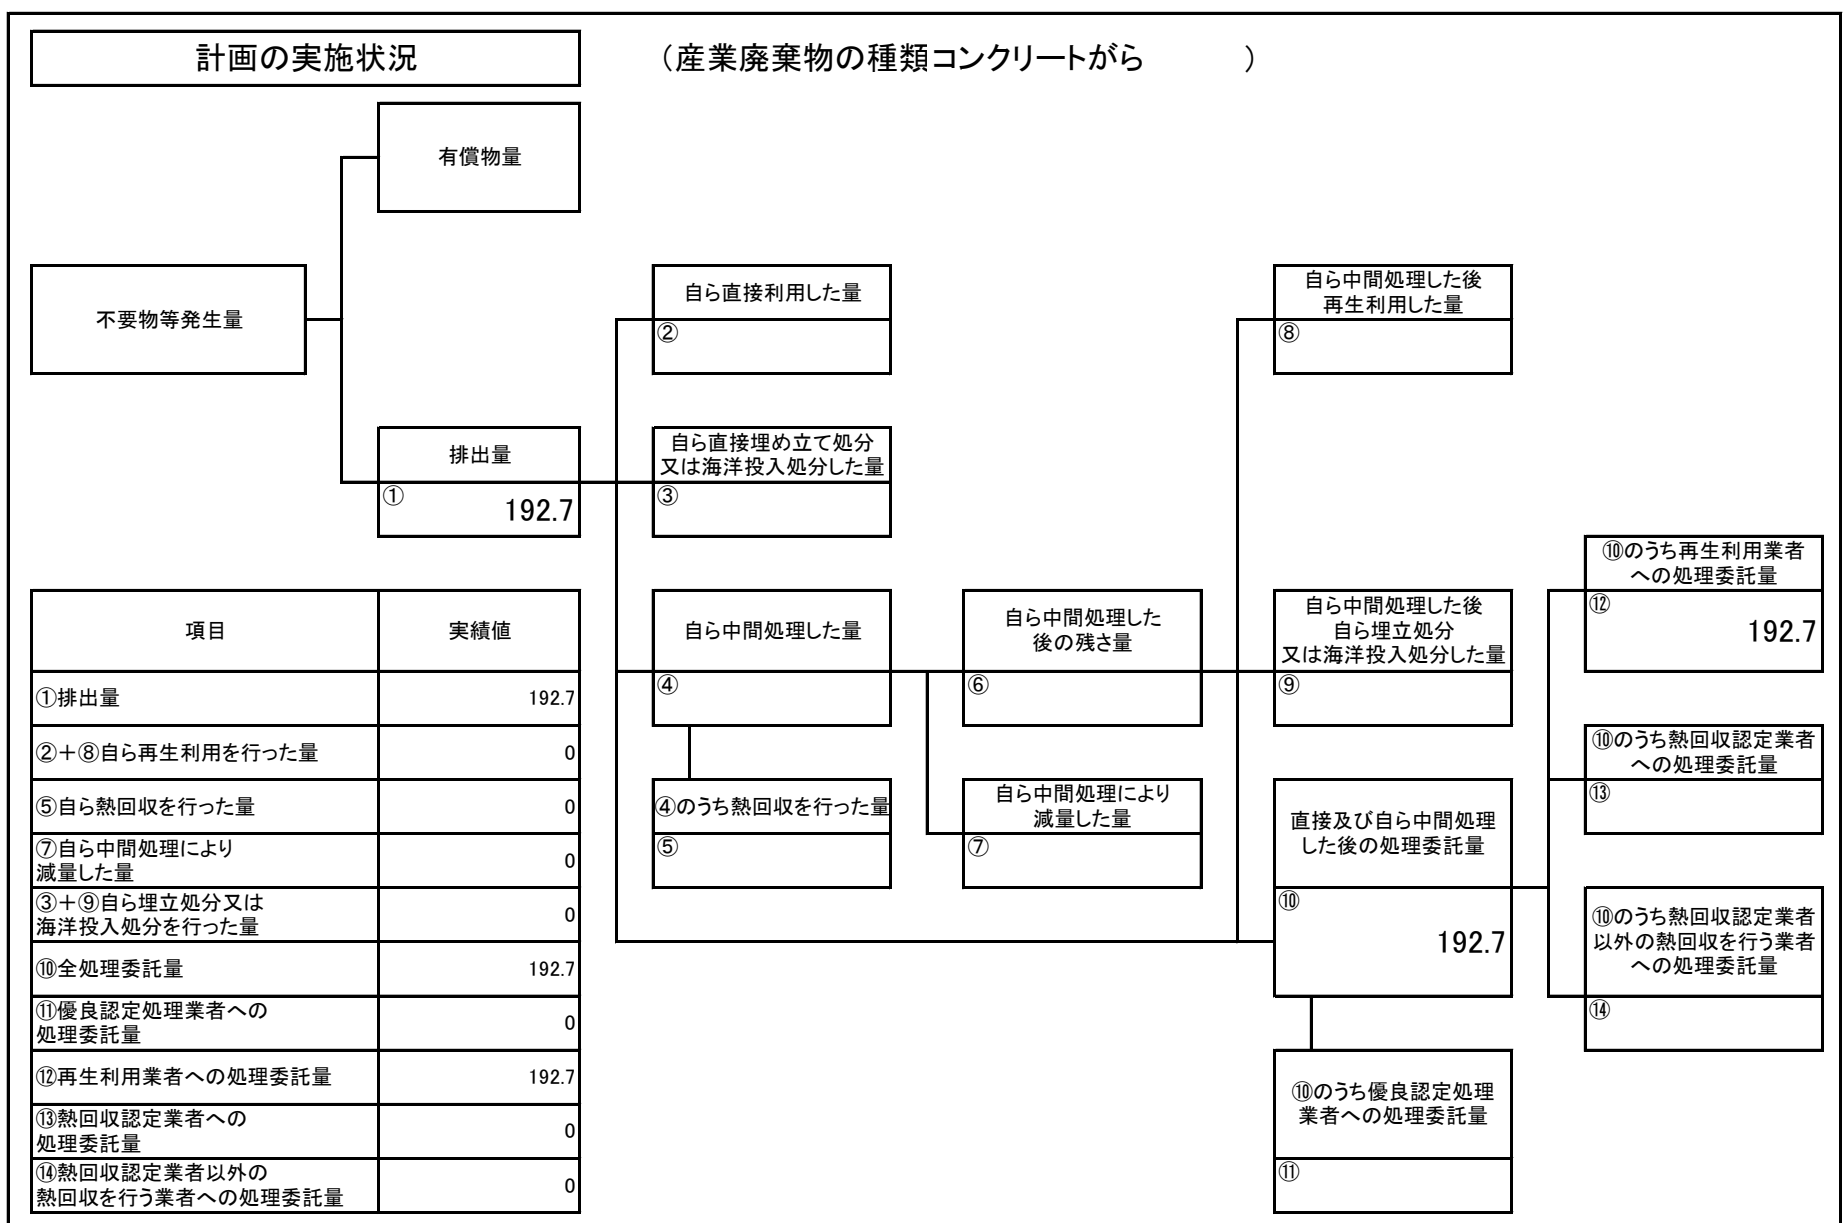 計画の実施状況
（産業廃棄物の種類コンクリートがら　　　）
有償物量
不要物等発生量
自ら直接利用した量
②
自ら中間処理した後
再生利用した量
⑧
排出量
① 192.7
自ら直接埋め立て処分
又は海洋投入処分した量
③
⑩のうち再生利用業者
への処理委託量
⑫
192.7
自ら中間処理した量
④
自ら中間処理した
後の残さ量
⑥
自ら中間処理した後
自ら埋立処分
又は海洋投入処分した量
⑨
⑩のうち熱回収認定業者
への処理委託量
⑬
④のうち熱回収を行った量
⑤
自ら中間処理により
減量した量
⑦
直接及び自ら中間処理
した後の処理委託量
⑩
192.7
⑩のうち熱回収認定業者
以外の熱回収を行う業者
への処理委託量
⑭
⑩のうち優良認定処理
業者への処理委託量
⑪
項目 実績値
①排出量 192.7
②＋⑧自ら再生利用を行った量 0
⑤自ら熱回収を行った量 0
⑦自ら中間処理により
減量した量 0
③＋⑨自ら埋立処分又は
海洋投入処分を行った量 0
⑩全処理委託量 192.7
⑪優良認定処理業者への
処理委託量 0
⑫再生利用業者への処理委託量 192.7
⑬熱回収認定業者への
処理委託量 0
⑭熱回収認定業者以外の
熱回収を行う業者への処理委託量 0